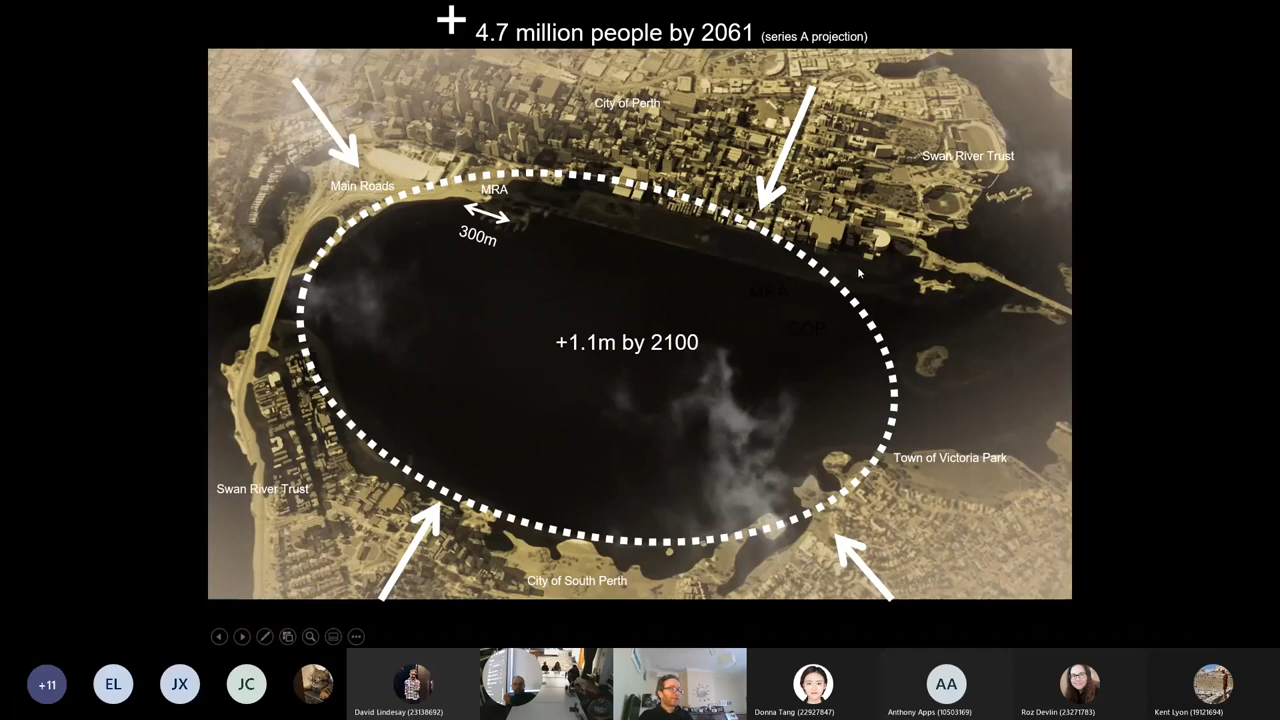 + 4.7 million people by 2061 (series A projection)
City of Perth
Swan River Trust
Main Roads
MRA
300m
MRA
+1.1m by 2100
Town of Victoria Park
Swan River Trust
City of South Perth
+11
EL
JX
JC
AA
David Lindesay (23138692)
Donna Tang (22927847)
Anthony Apps (10503169)
Roz Devlin (23271783)
Kent Lyon (19121694)